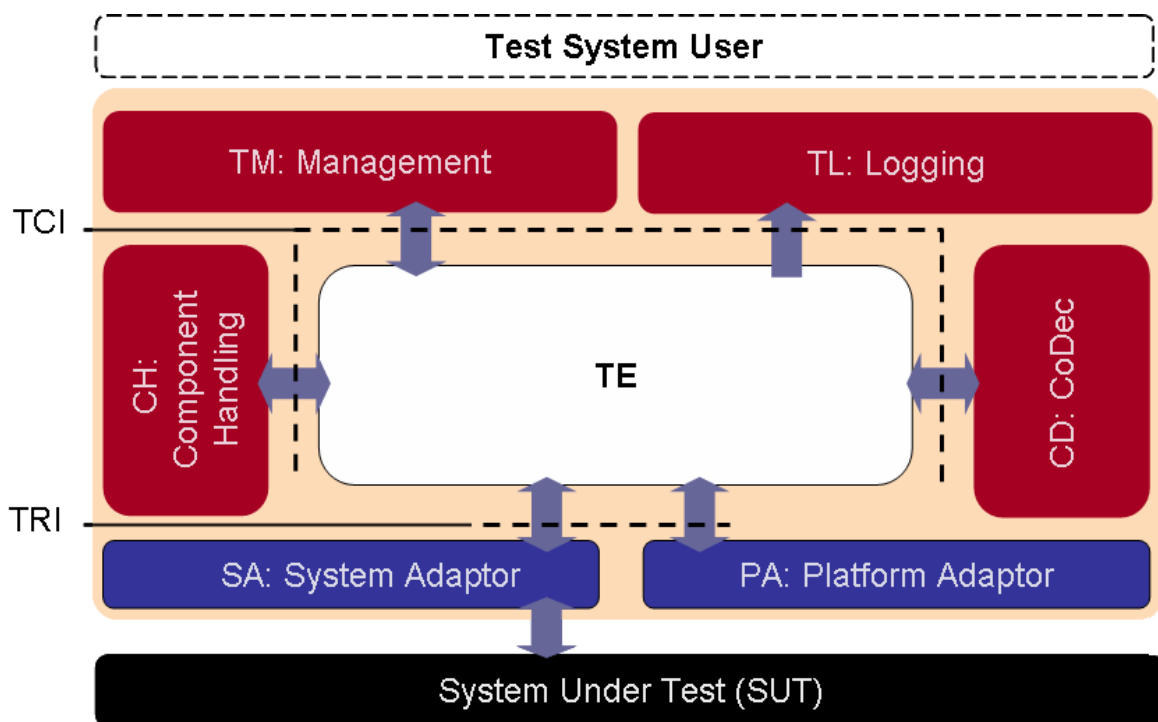 Test System User
TM: Management
TL: Logging
TCI
CH:
Component
Handling
TE
CD: CoDec
TRI
SA: System Adaptor
PA: Platform Adaptor
System Under Test (SUT)